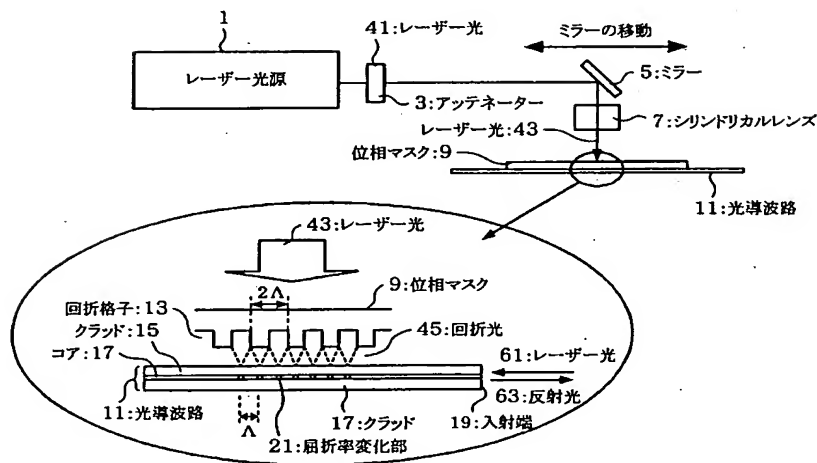 1
レーザー光源
41:レーザー光
3:アッテネーター
ミラーの移動
5:ミラー
7:シリンドリカルレンズ
レーザー光:43
位相マスク:9
11:光導波路
43:レーザー光
2Λ
9:位相マスク
回折格子:13
45:回折光
クラッド:15
コア:17
61:レーザー光
63:反射光
11:光導波路
17:クラッド
19:入射端
Λ
21:屈折率変化部